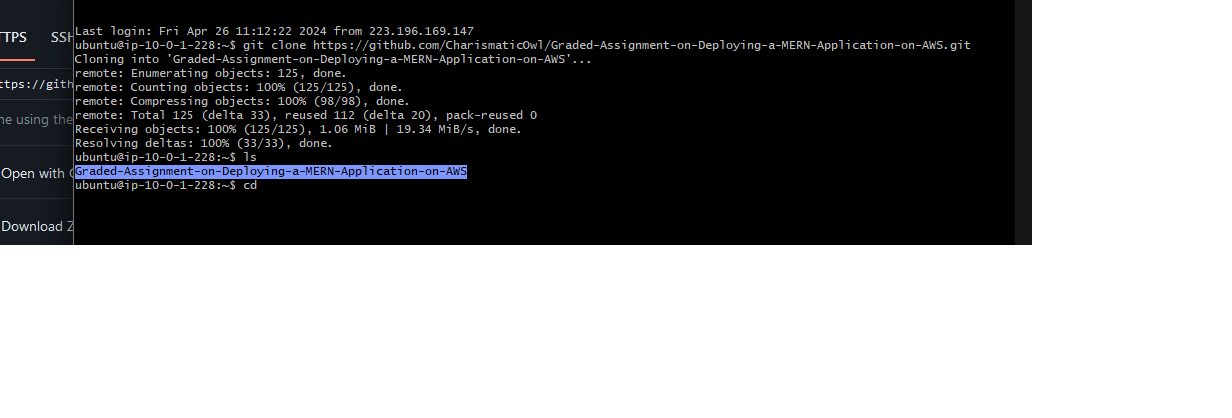 TTPS SSH
ttps://gith
ne using the
Open with
Download Z
Last login: Fri Apr 26 11:12:22 2024 from 223.196.169.147
ubuntu@ip-10-0-1-228:~$ git clone https://github.com/CharismaticOwl/Graded-Assignment-on-Deploying-a-MERN-Application-on-AWS.git
Cloning into 'Graded-Assignment-on-Deploying-a-MERN-Application-on-AWS'...
remote: Enumerating objects: 125, done.
remote: Counting objects: 100% (125/125), done.
remote: Compressing objects: 100% (98/98), done.
remote: Total 125 (delta 33), reused 112 (delta 20), pack-reused 0
Receiving objects: 100% (125/125), 1.06 MiB | 19.34 MiB/s, done.
Resolving deltas: 100% (33/33), done.
ubuntu@ip-10-0-1-228:~$ ls
Graded-Assignment-on-Deploying-a-MERN-Application-on-AWS
ubuntu@ip-10-0-1-228:~$ cd